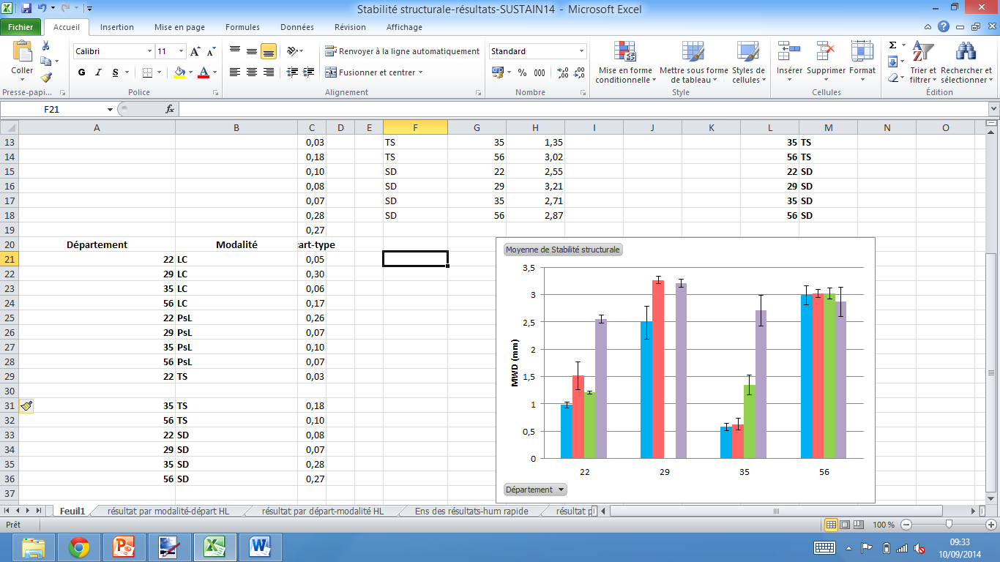 Stabilité structurale-résultats-SUSTAIN14 - Microsoft Excel
Fichier Accueil Insertion Mise en page Formules Données Révision Affichage
Coller
Calibri 11
G I S
Renvoyer à la ligne automatiquement
Fusionner et centrer
Standard
% 000
Mise en forme conditionnelle
Mettre sous forme de tableau
Styles de cellules
Insérer Supprimer Format
Trier et filtrer
Rechercher et sélectionner
Presse-papi... Police Alignement Nombre Style Cellules Édition
F21 fx
A B C D E F G H I J K L M N O
13 0,03 TS 35 1,35 35 TS
14 0,18 TS 56 3,02 56 TS
15 0,10 SD 22 2,55 22 SD
16 0,08 SD 29 3,21 29 SD
17 0,07 SD 35 2,71 35 SD
18 0,28 SD 56 2,87 56 SD
19 0,27
20 Département Modalité cart-type
21 22 LC 0,05
22 29 LC 0,30
23 35 LC 0,06
24 56 LC 0,17
25 22 PsL 0,26
26 29 PsL 0,07
27 35 PsL 0,10
28 56 PsL 0,07
29 22 TS 0,03
30
31 35 TS 0,18
32 56 TS 0,10
33 22 SD 0,08
34 29 SD 0,07
35 35 SD 0,28
36 56 SD 0,27
37
Moyenne de Stabilité structurale
3,5
3
2,5
2
1,5
1
0,5
0
MWD (mm)
22 29 35 56
Département
Feuil1 résultat par modalité-départ HL résultat par départ-modalité HL Ens des résultats-hum rapide résultat p
Prêt 100 %
09:33
10/09/2014